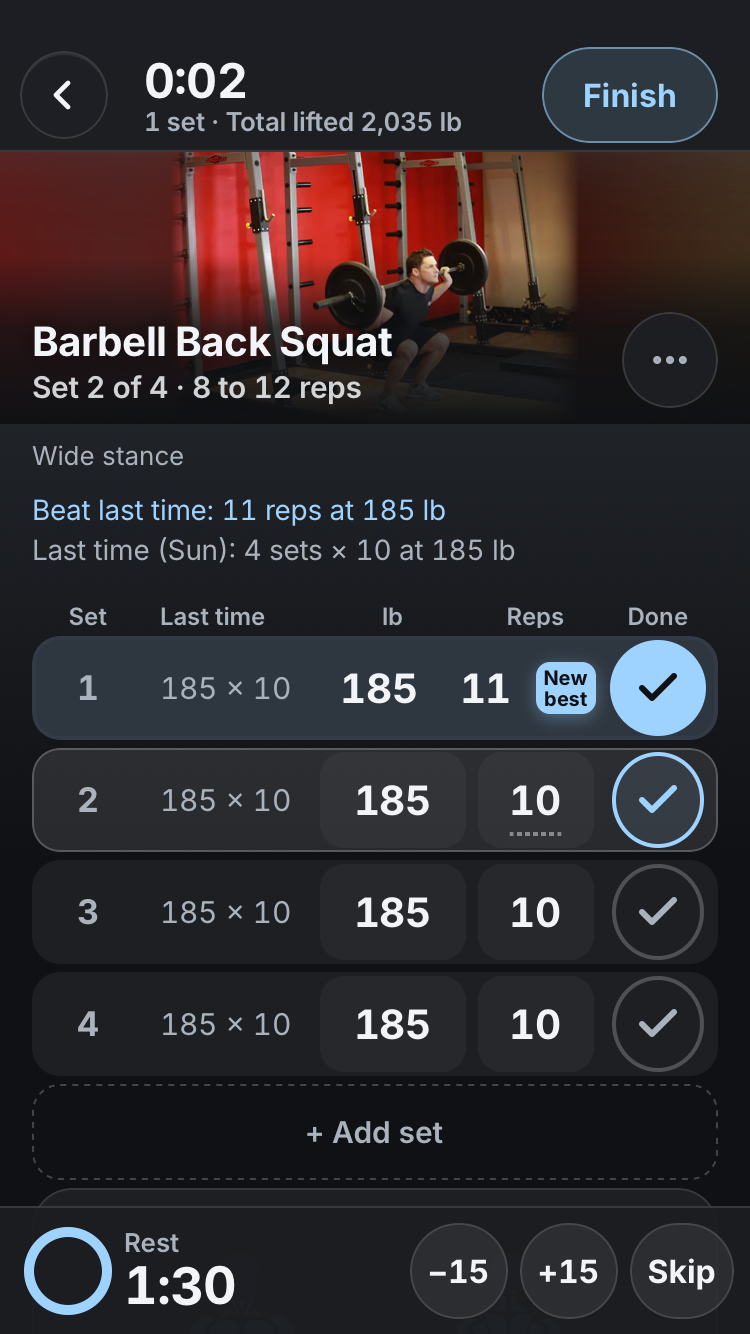 0:02
1 set · Total lifted 2,035 lb
Finish
Barbell Back Squat
Set 2 of 4 · 8 to 12 reps
Wide stance
Beat last time: 11 reps at 185 lb
Last time (Sun): 4 sets × 10 at 185 lb
Set Last time lb Reps Done
1 185 × 10 185 11 New best
2 185 × 10 185 10
3 185 × 10 185 10
4 185 × 10 185 10
+ Add set
Rest
1:30
−15 +15 Skip